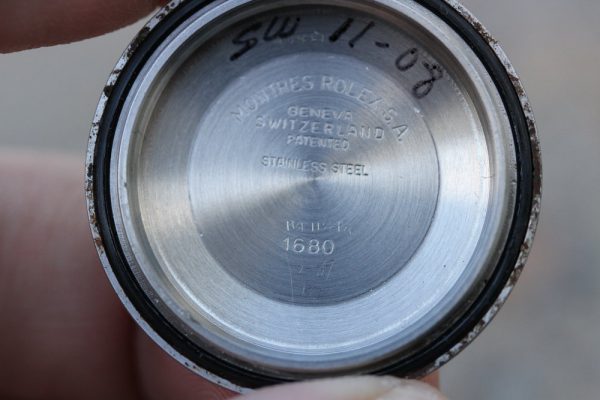 SW 11-08
MONTRES ROLEX S.A.
GENEVA
SWITZERLAND
PATENTED
STAINLESS STEEL
1680